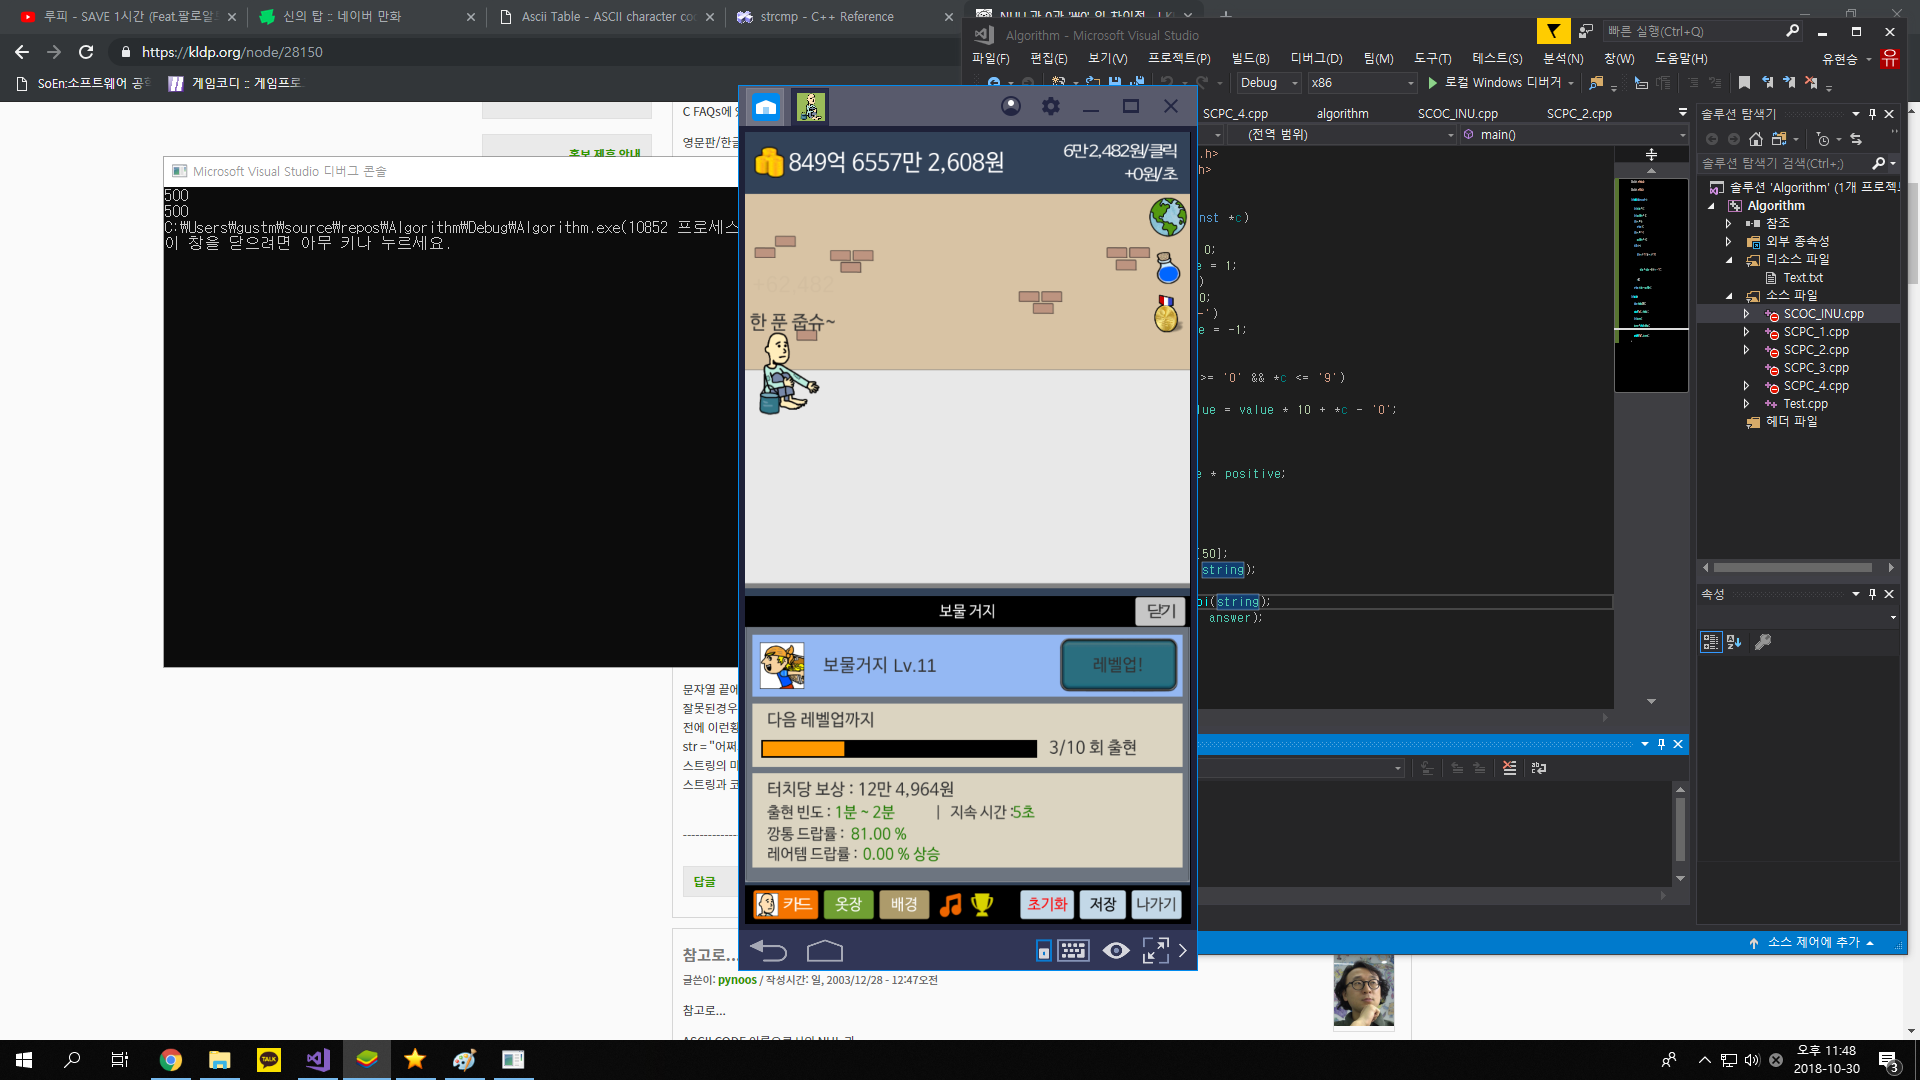 루피 - SAVE 1시간 (Feat.팔로알
신의 탑 :: 네이버 만화
Ascii Table - ASCII character co
strcmp - C++ Reference
https://kldp.org/node/28150
SoEn:소프트웨어 공
게임코디 :: 게임프로
C FAQs에
영문판/한글
홍보 제휴 안내
Microsoft Visual Studio 디버그 콘솔
500
500
C:\Users\gustm\source\repos\Algorithm\Debug\Algorithm.exe(10852 프로세스
이 창을 닫으려면 아무 키나 누르세요.
문자열 끝에
잘못된경우
전에 이런황
str = "어쩌
스트링의 마
스트링과 코
답글
참고로...
글쓴이: pynoos / 작성시간: 일, 2003/12/28 - 12:47오전
참고로...
849억 6557만 2,608원
6만2,482원/클릭
+0원/초
+62,482
한 푼 줍슈~
보물 거지
닫기
보물거지 Lv.11
레벨업!
다음 레벨업까지
3/10 회 출현
터치당 보상 : 12만 4,964원
출현 빈도 : 1분 ~ 2분 | 지속 시간 :5초
깡통 드랍률 : 81.00 %
레어템 드랍률 : 0.00 % 상승
카드
옷장
배경
초기화
저장
나가기
Algorithm - Microsoft Visual Studio
빠른 실행(Ctrl+Q)
파일(F) 편집(E) 보기(V) 프로젝트(P) 빌드(B) 디버그(D) 팀(M) 도구(T) 테스트(S) 분석(N) 창(W) 도움말(H)
유현승
유
Debug
x86
로컬 Windows 디버거
SCPC_4.cpp
algorithm
SCOC_INU.cpp
SCPC_2.cpp
(전역 범위)
main()
.h>
h>
nst *c)
0;
e = 1;
)
0;
-')
e = -1;
>= '0' && *c <= '9')
lue = value * 10 + *c - '0';
e * positive;
[50];
string);
oi(string);
answer);
솔루션 탐색기
솔루션 탐색기 검색(Ctrl+;)
솔루션 'Algorithm' (1개 프로젝트
Algorithm
참조
외부 종속성
리소스 파일
Text.txt
소스 파일
SCOC_INU.cpp
SCPC_1.cpp
SCPC_2.cpp
SCPC_3.cpp
SCPC_4.cpp
Test.cpp
헤더 파일
속성
소스 제어에 추가
TALK
오후 11:48
2018-10-30
3